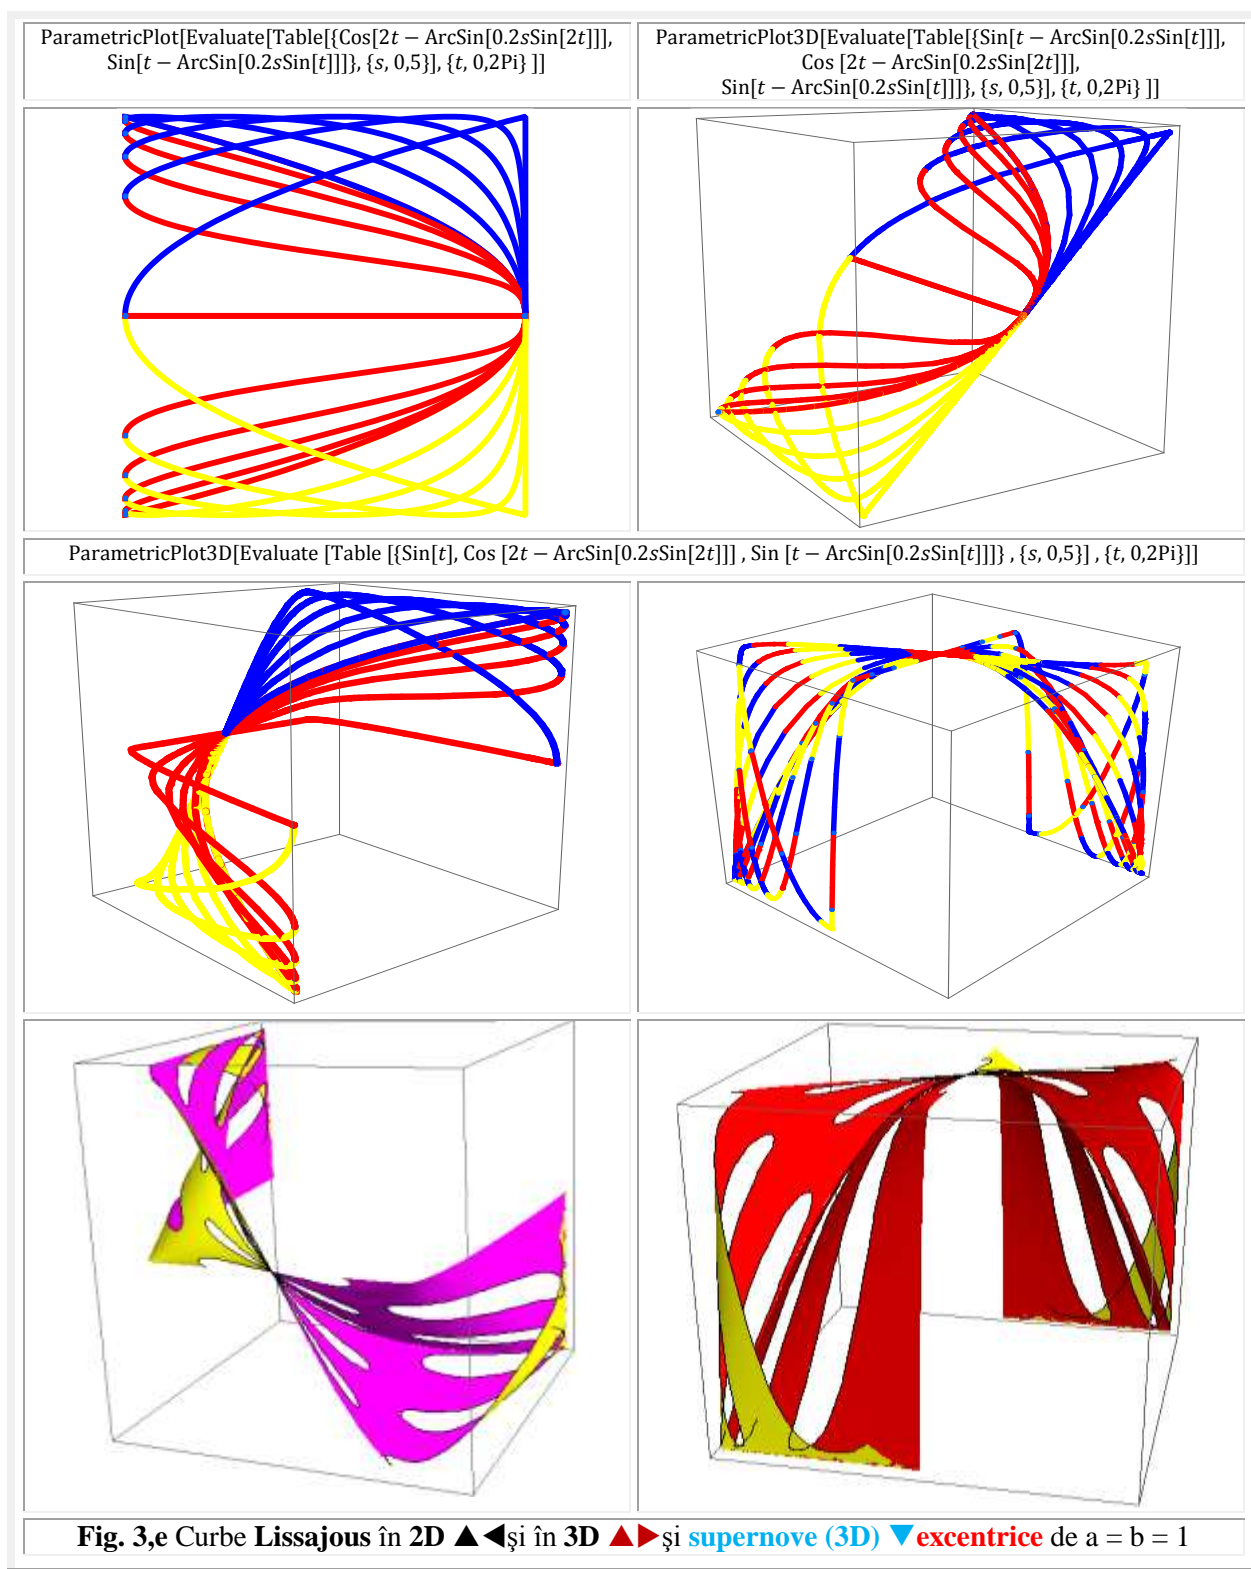 ParametricPlot[Evaluate[Table[{Cos[2t − ArcSin[0.2sSin[2t]]],
Sin[t − ArcSin[0.2sSin[t]]]}, {s, 0,5}], {t, 0,2Pi} ]]
ParametricPlot3D[Evaluate[Table[{Sin[t − ArcSin[0.2sSin[t]]],
Cos [2t − ArcSin[0.2sSin[2t]]],
Sin[t − ArcSin[0.2sSin[t]]]}, {s, 0,5}], {t, 0,2Pi} ]]
ParametricPlot3D[Evaluate [Table [{Sin[t], Cos [2t − ArcSin[0.2sSin[2t]]] , Sin [t − ArcSin[0.2sSin[t]]]} , {s, 0,5}] , {t, 0,2Pi}]]
Fig. 3,e Curbe Lissajous în 2D ▲◄şi în 3D ▲►şi supernove (3D) ▼excentrice de a = b = 1